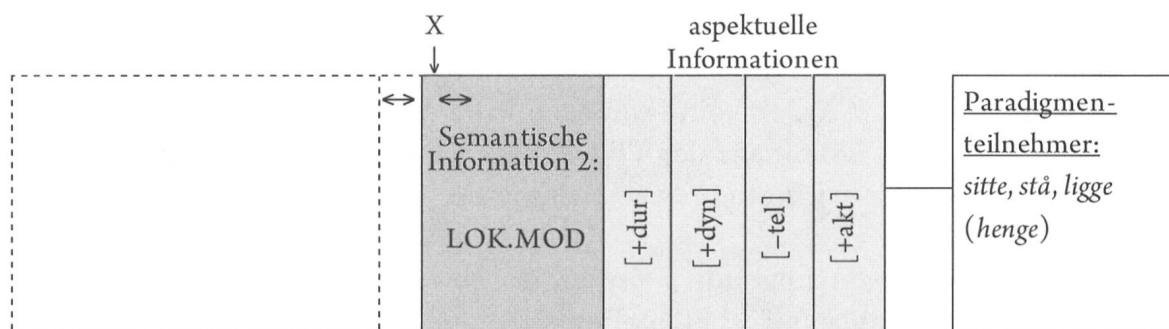 X
aspektuelle
Informationen
Semantische
Information 2:
LOK.MOD
[+dur]
[+dyn]
[−tel]
[+akt]
Paradigmen-
teilnehmer:
sitte, stå, ligge
(henge)